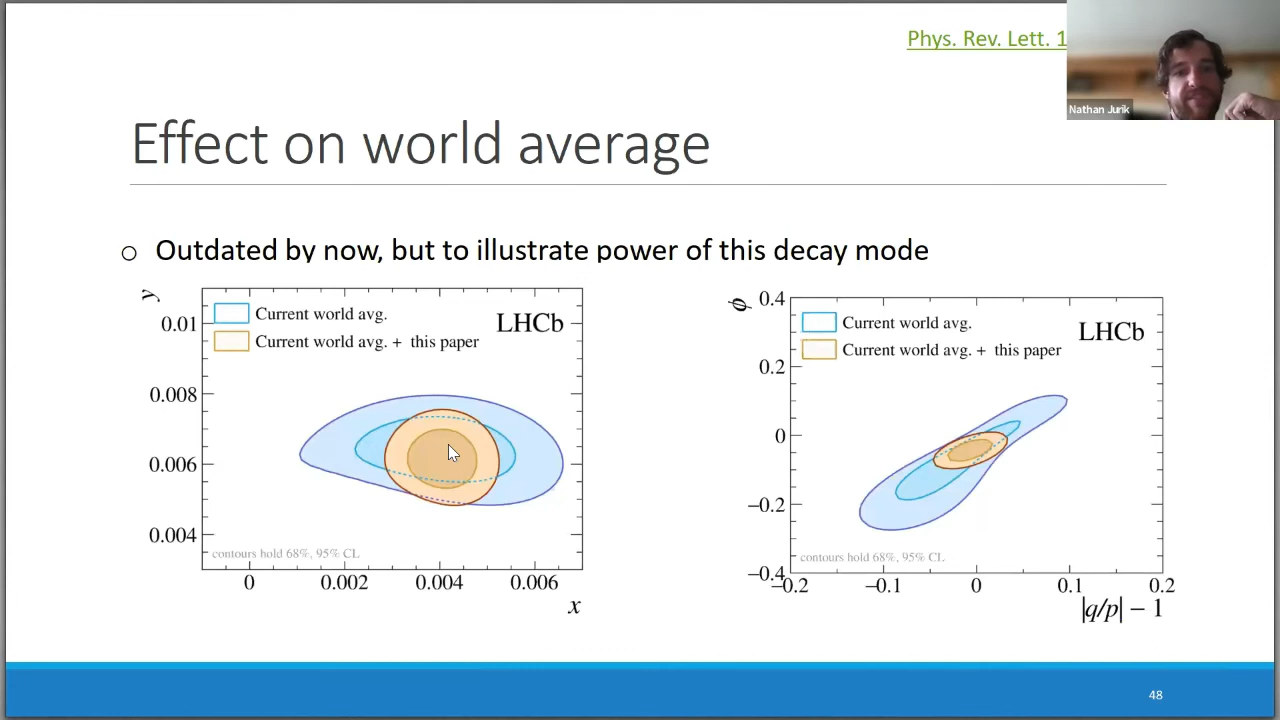 Phys. Rev. Lett. 1
Nathan Jurik
Effect on world average
Outdated by now, but to illustrate power of this decay mode
y
Current world avg.
Current world avg. + this paper
LHCb
0.01
0.008
0.006
0.004
contours hold 68%, 95% CL
0
0.002
0.004
0.006
x
ϕ
Current world avg.
Current world avg. + this paper
LHCb
0.4
0.2
0
−0.2
−0.4
contours hold 68%, 95% CL
−0.2
−0.1
0
0.1
0.2
|q/p| − 1
48